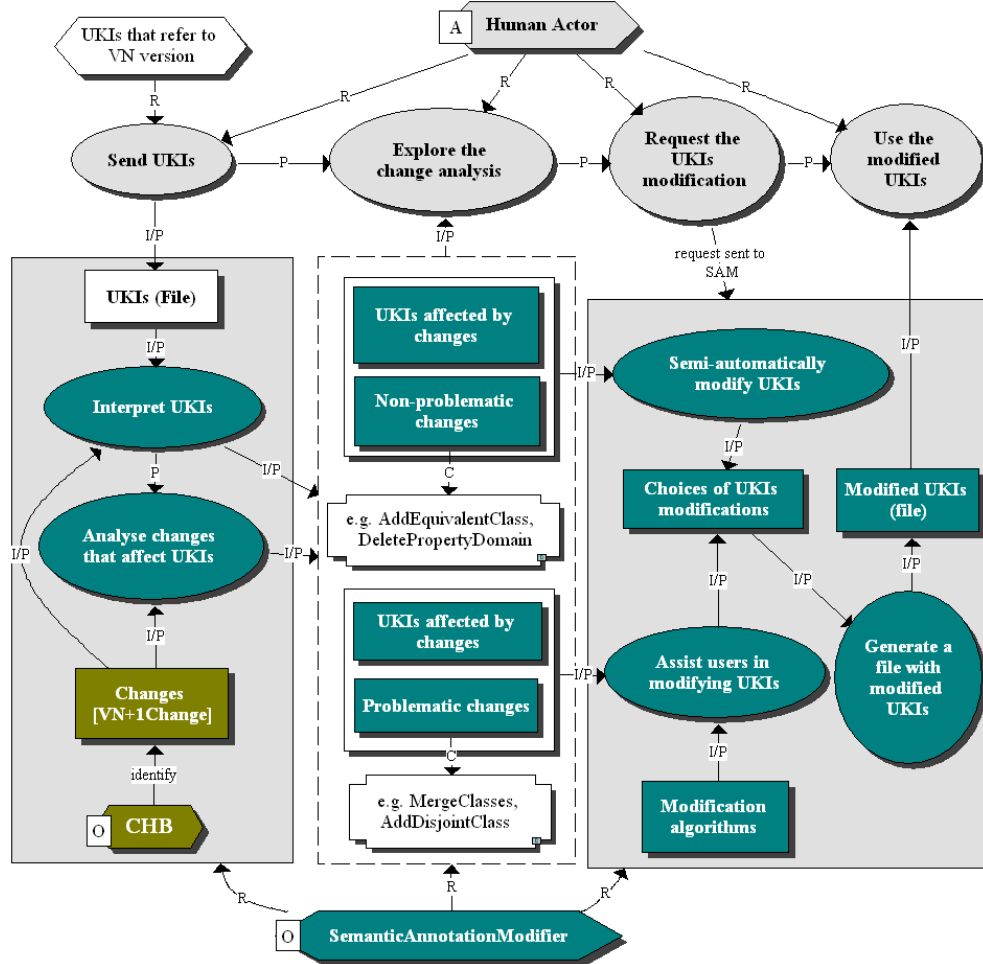 UKIs that refer to
VN version
A
Human Actor
R
R
R
R
R
Send UKIs
P
Explore the
change analysis
P
Request the
UKIs
modification
P
Use the
modified
UKIs
I/P
I/P
request sent to
SAM
I/P
UKIs (File)
I/P
Interpret UKIs
P
I/P
Analyse changes
that affect UKIs
I/P
I/P
I/P
Changes
[VN+1Change]
identify
O
CHB
UKIs affected by
changes
Non-problematic
changes
I/P
C
e.g. AddEquivalentClass,
DeletePropertyDomain
UKIs affected by
changes
Problematic changes
I/P
C
e.g. MergeClasses,
AddDisjointClass
Semi-automatically
modify UKIs
I/P
Choices of UKIs
modifications
I/P
I/P
Assist users in
modifying UKIs
I/P
Modification
algorithms
Modified UKIs
(file)
I/P
Generate a
file with
modified
UKIs
R
R
R
O
SemanticAnnotationModifier